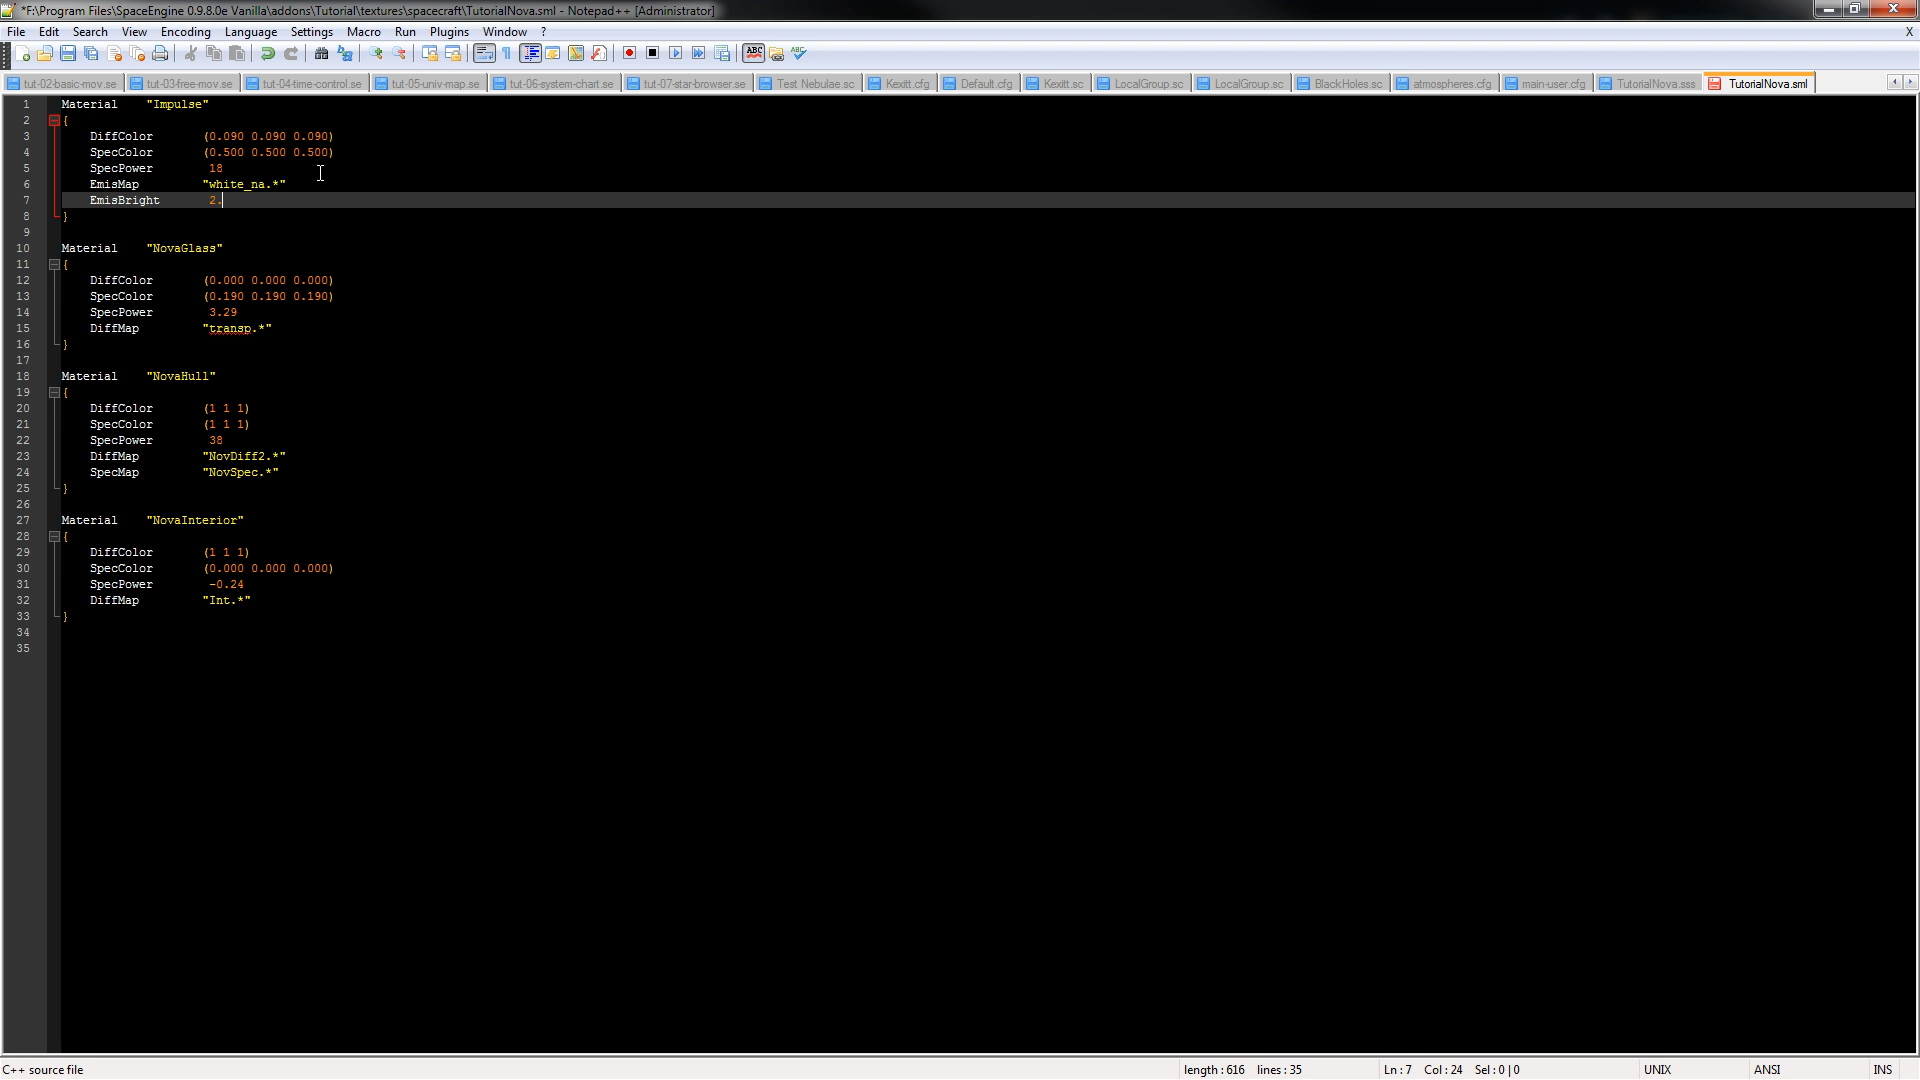 *F:\Program Files\SpaceEngine 0.9.8.0e Vanilla\addons\Tutorial\textures\spacecraft\TutorialNova.sml - Notepad++ [Administrator]
File Edit Search View Encoding Language Settings Macro Run Plugins Window ? X
ABC ABC
tut-02-basic-mov.se tut-03-free-mov.se tut-04-time-control.se tut-05-univ-map.se tut-06-system-chart.se tut-07-star-browser.se Test Nebulae.sc Kexitt.cfg Default.cfg Kexitt.sc LocalGroup.sc LocalGroup.sc BlackHoles.sc atmospheres.cfg main-user.cfg TutorialNova.sss TutorialNova.sml
1 Material "Impulse"
2 {
3 DiffColor (0.090 0.090 0.090)
4 SpecColor (0.500 0.500 0.500)
5 SpecPower 18
6 EmisMap "white_na.*"
7 EmisBright 2.
8 }
9
10 Material "NovaGlass"
11 {
12 DiffColor (0.000 0.000 0.000)
13 SpecColor (0.190 0.190 0.190)
14 SpecPower 3.29
15 DiffMap "transp.*"
16 }
17
18 Material "NovaHull"
19 {
20 DiffColor (1 1 1)
21 SpecColor (1 1 1)
22 SpecPower 38
23 DiffMap "NovDiff2.*"
24 SpecMap "NovSpec.*"
25 }
26
27 Material "NovaInterior"
28 {
29 DiffColor (1 1 1)
30 SpecColor (0.000 0.000 0.000)
31 SpecPower -0.24
32 DiffMap "Int.*"
33 }
34
35
C++ source file length : 616 lines : 35 Ln : 7 Col : 24 Sel : 0 | 0 UNIX ANSI INS